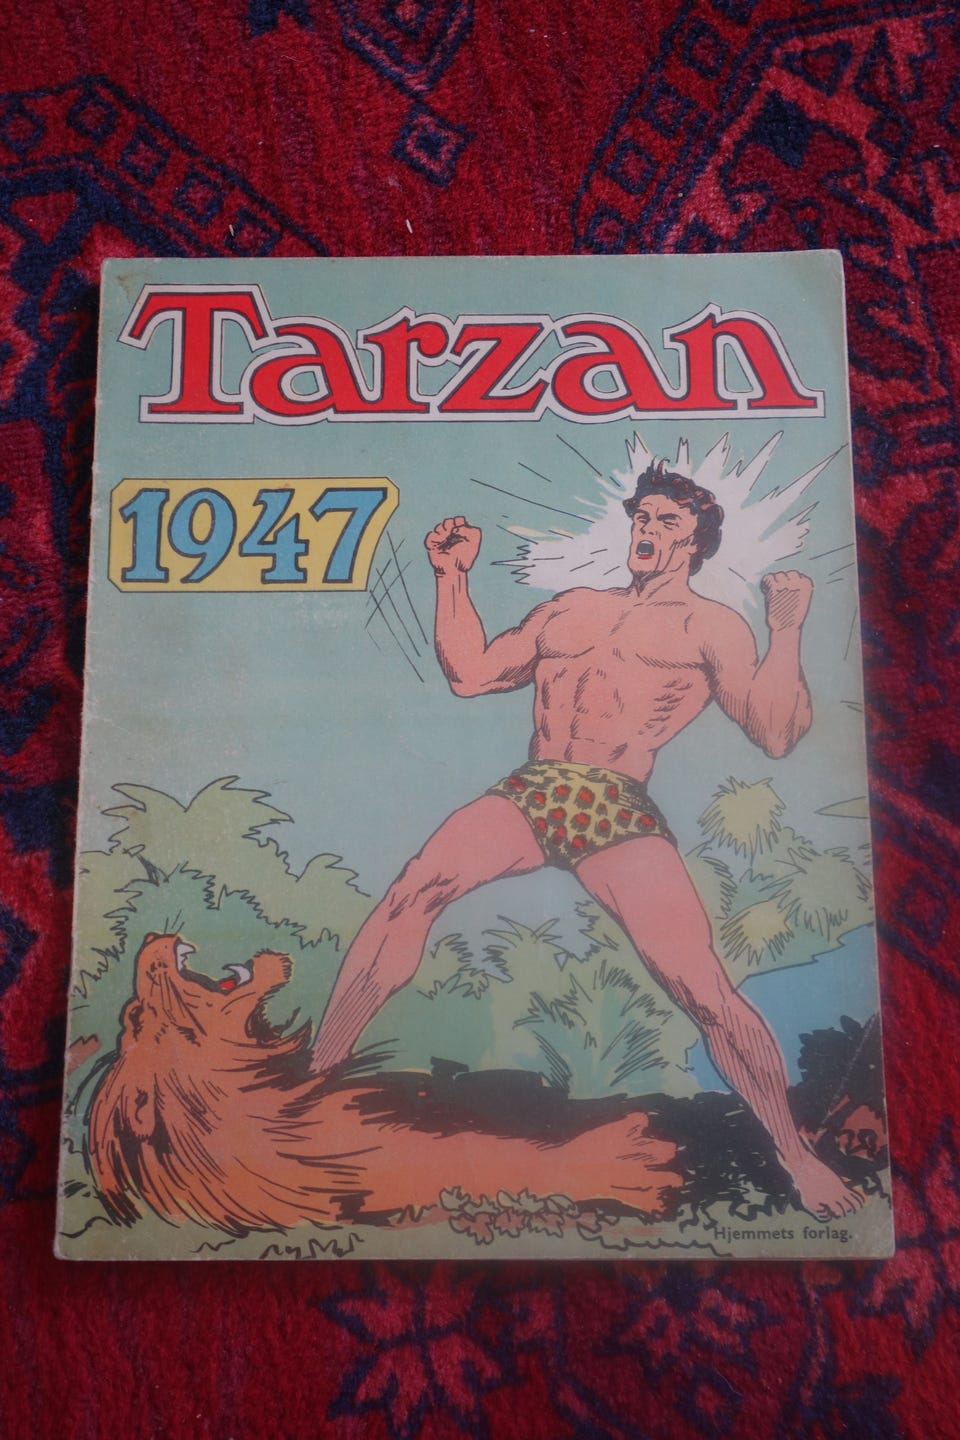 Tarzan
1947
Hjemmets forlag.